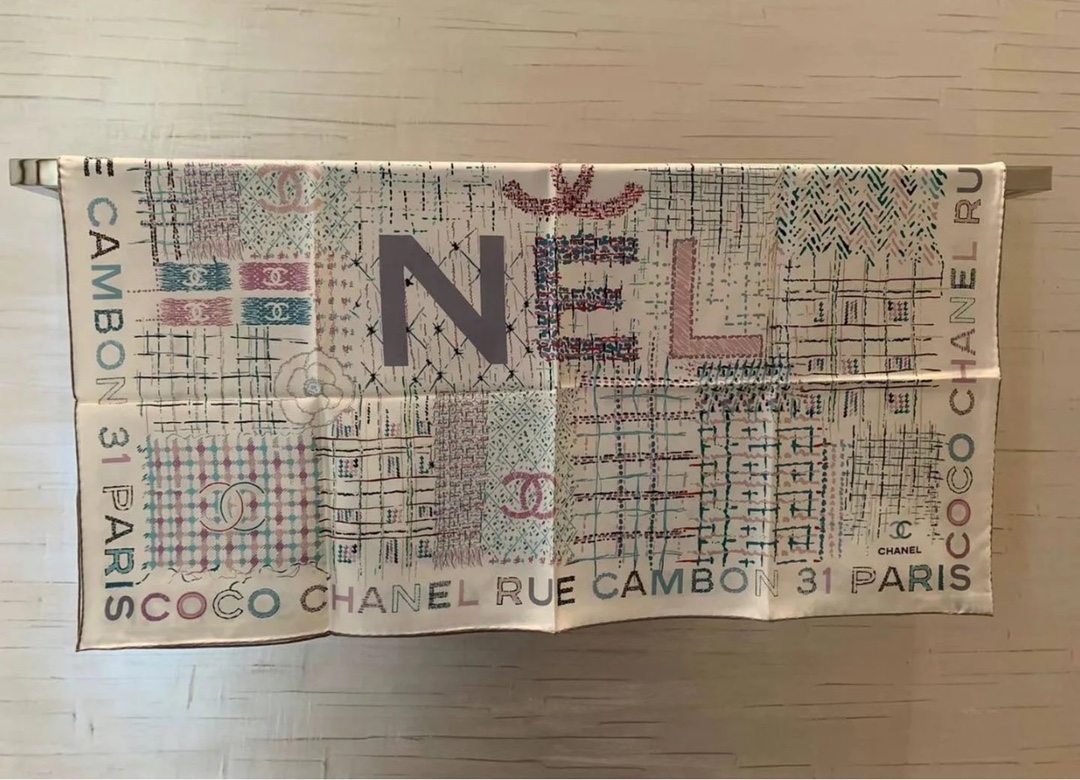 E CAMBON 31 PARIS
NEL
COCO CHANEL RU
CHANEL
COCO CHANEL RUE CAMBON 31 PARIS